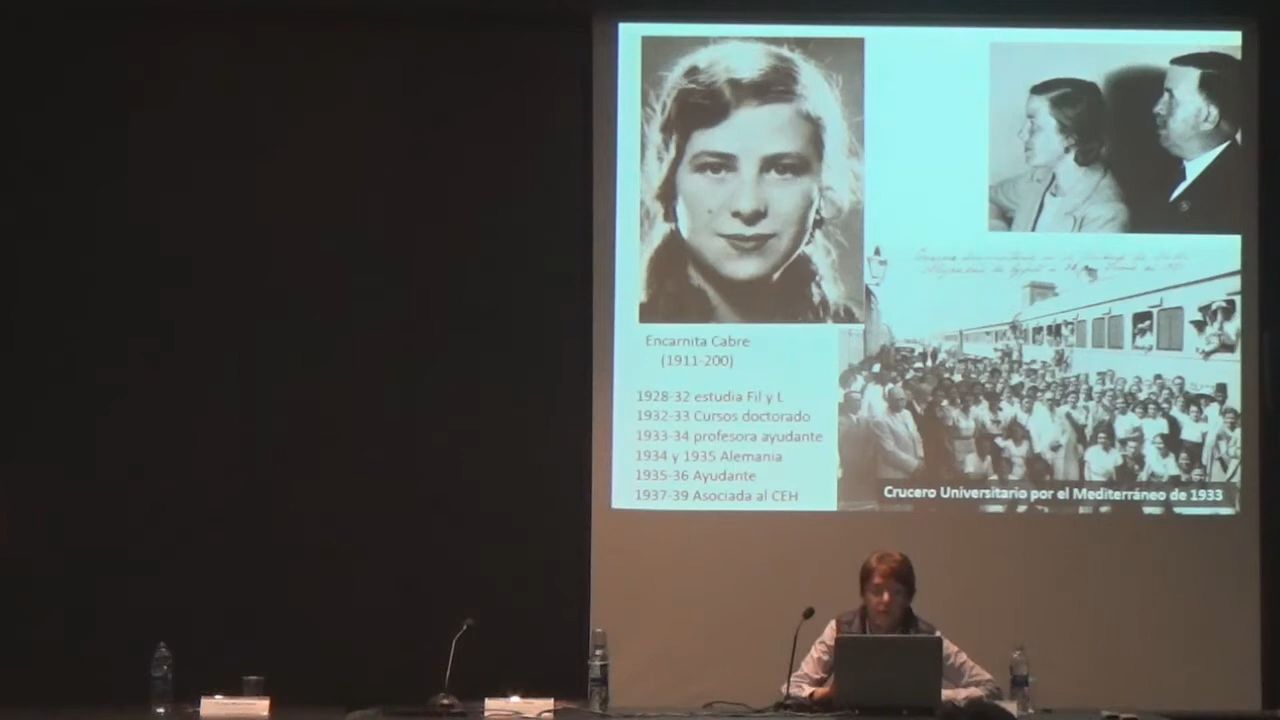 Encarnita Cabre
(1911-200)
1928-32 estudia Fil y L
1932-33 Cursos doctorado
1933-34 profesora ayudante
1934 y 1935 Alemania
1935-36 Ayudante
1937-39 Asociada al CEH
Crucero Universitario por el Mediterráneo de 1933